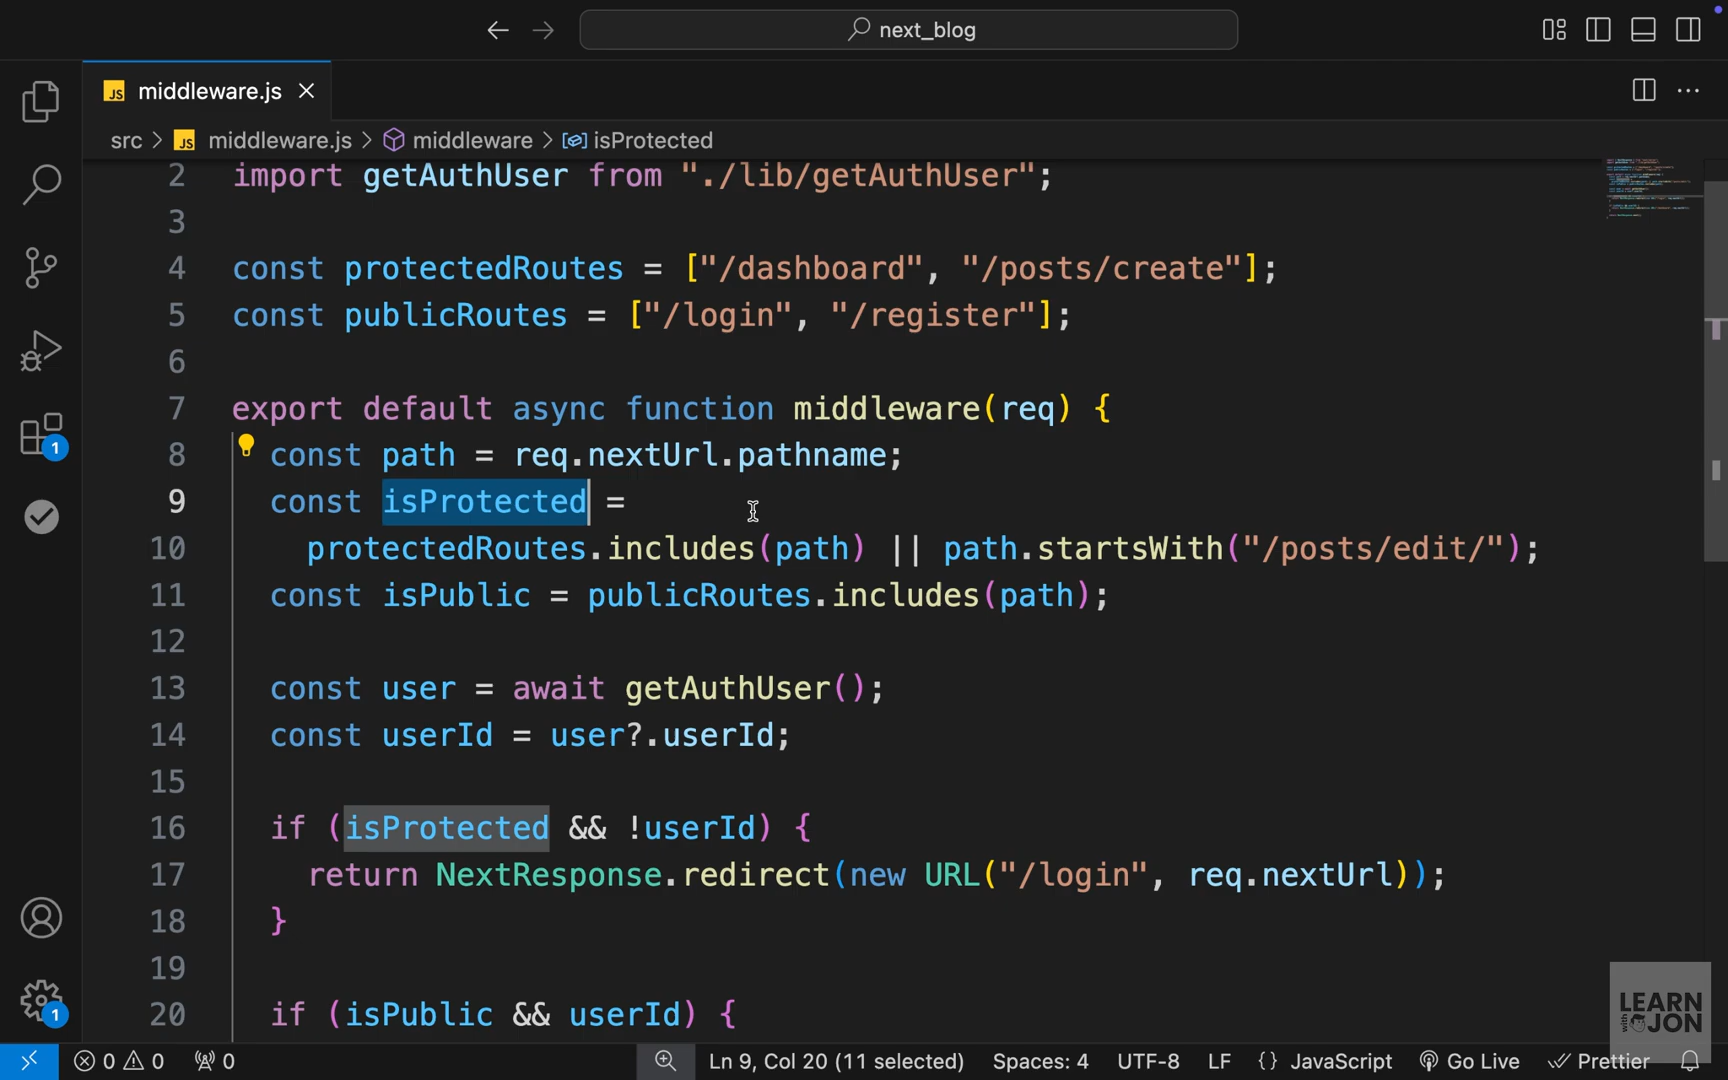 next_blog
JS middleware.js
src > JS middleware.js > middleware > isProtected
2 import getAuthUser from "./lib/getAuthUser";
3
4 const protectedRoutes = ["/dashboard", "/posts/create"];
5 const publicRoutes = ["/login", "/register"];
6
7 export default async function middleware(req) {
8 const path = req.nextUrl.pathname;
9 const isProtected =
10 protectedRoutes.includes(path) || path.startsWith("/posts/edit/");
11 const isPublic = publicRoutes.includes(path);
12
13 const user = await getAuthUser();
14 const userId = user?.userId;
15
16 if (isProtected && !userId) {
17 return NextResponse.redirect(new URL("/login", req.nextUrl));
18 }
19
20 if (isPublic && userId) {
1
1
LEARN
with JON
0 0 0 Ln 9, Col 20 (11 selected) Spaces: 4 UTF-8 LF {} JavaScript Go Live Prettier